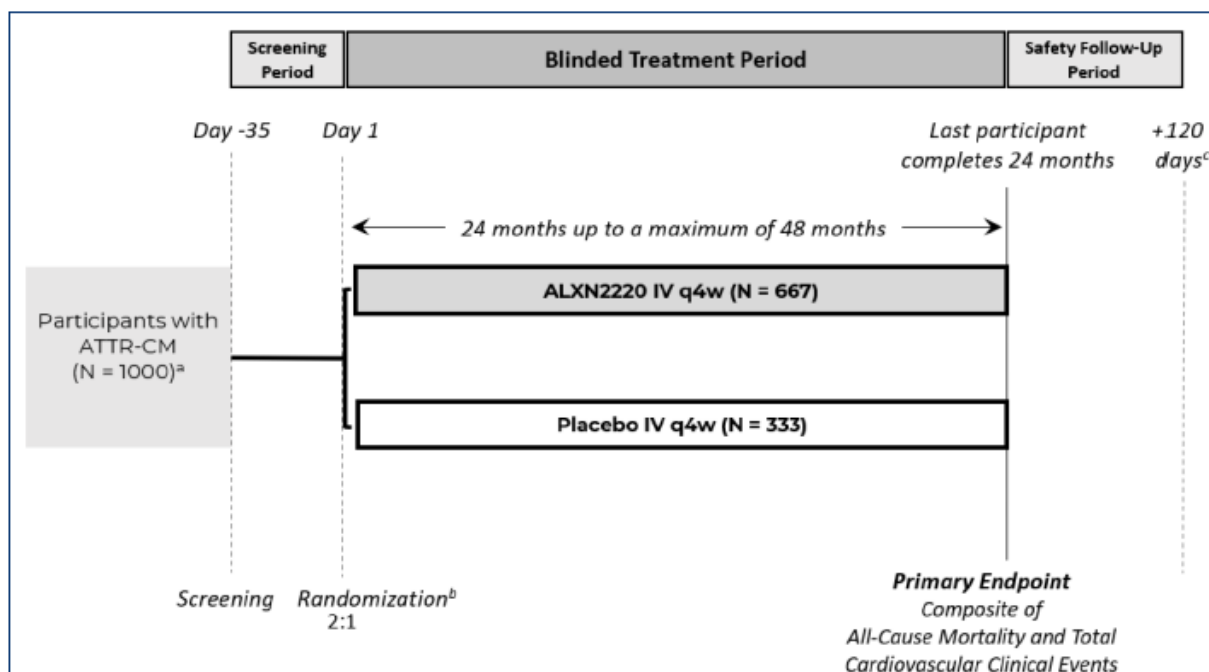 Screening
Period
Blinded Treatment Period
Safety Follow-Up
Period
Day -35
Day 1
Last participant
completes 24 months
+120
daysᶜ
24 months up to a maximum of 48 months
ALXN2220 IV q4w (N = 667)
Participants with
ATTR-CM
(N = 1000)ᵃ
Placebo IV q4w (N = 333)
Screening
Randomizationᵇ
2:1
Primary Endpoint
Composite of
All-Cause Mortality and Total
Cardiovascular Clinical Events